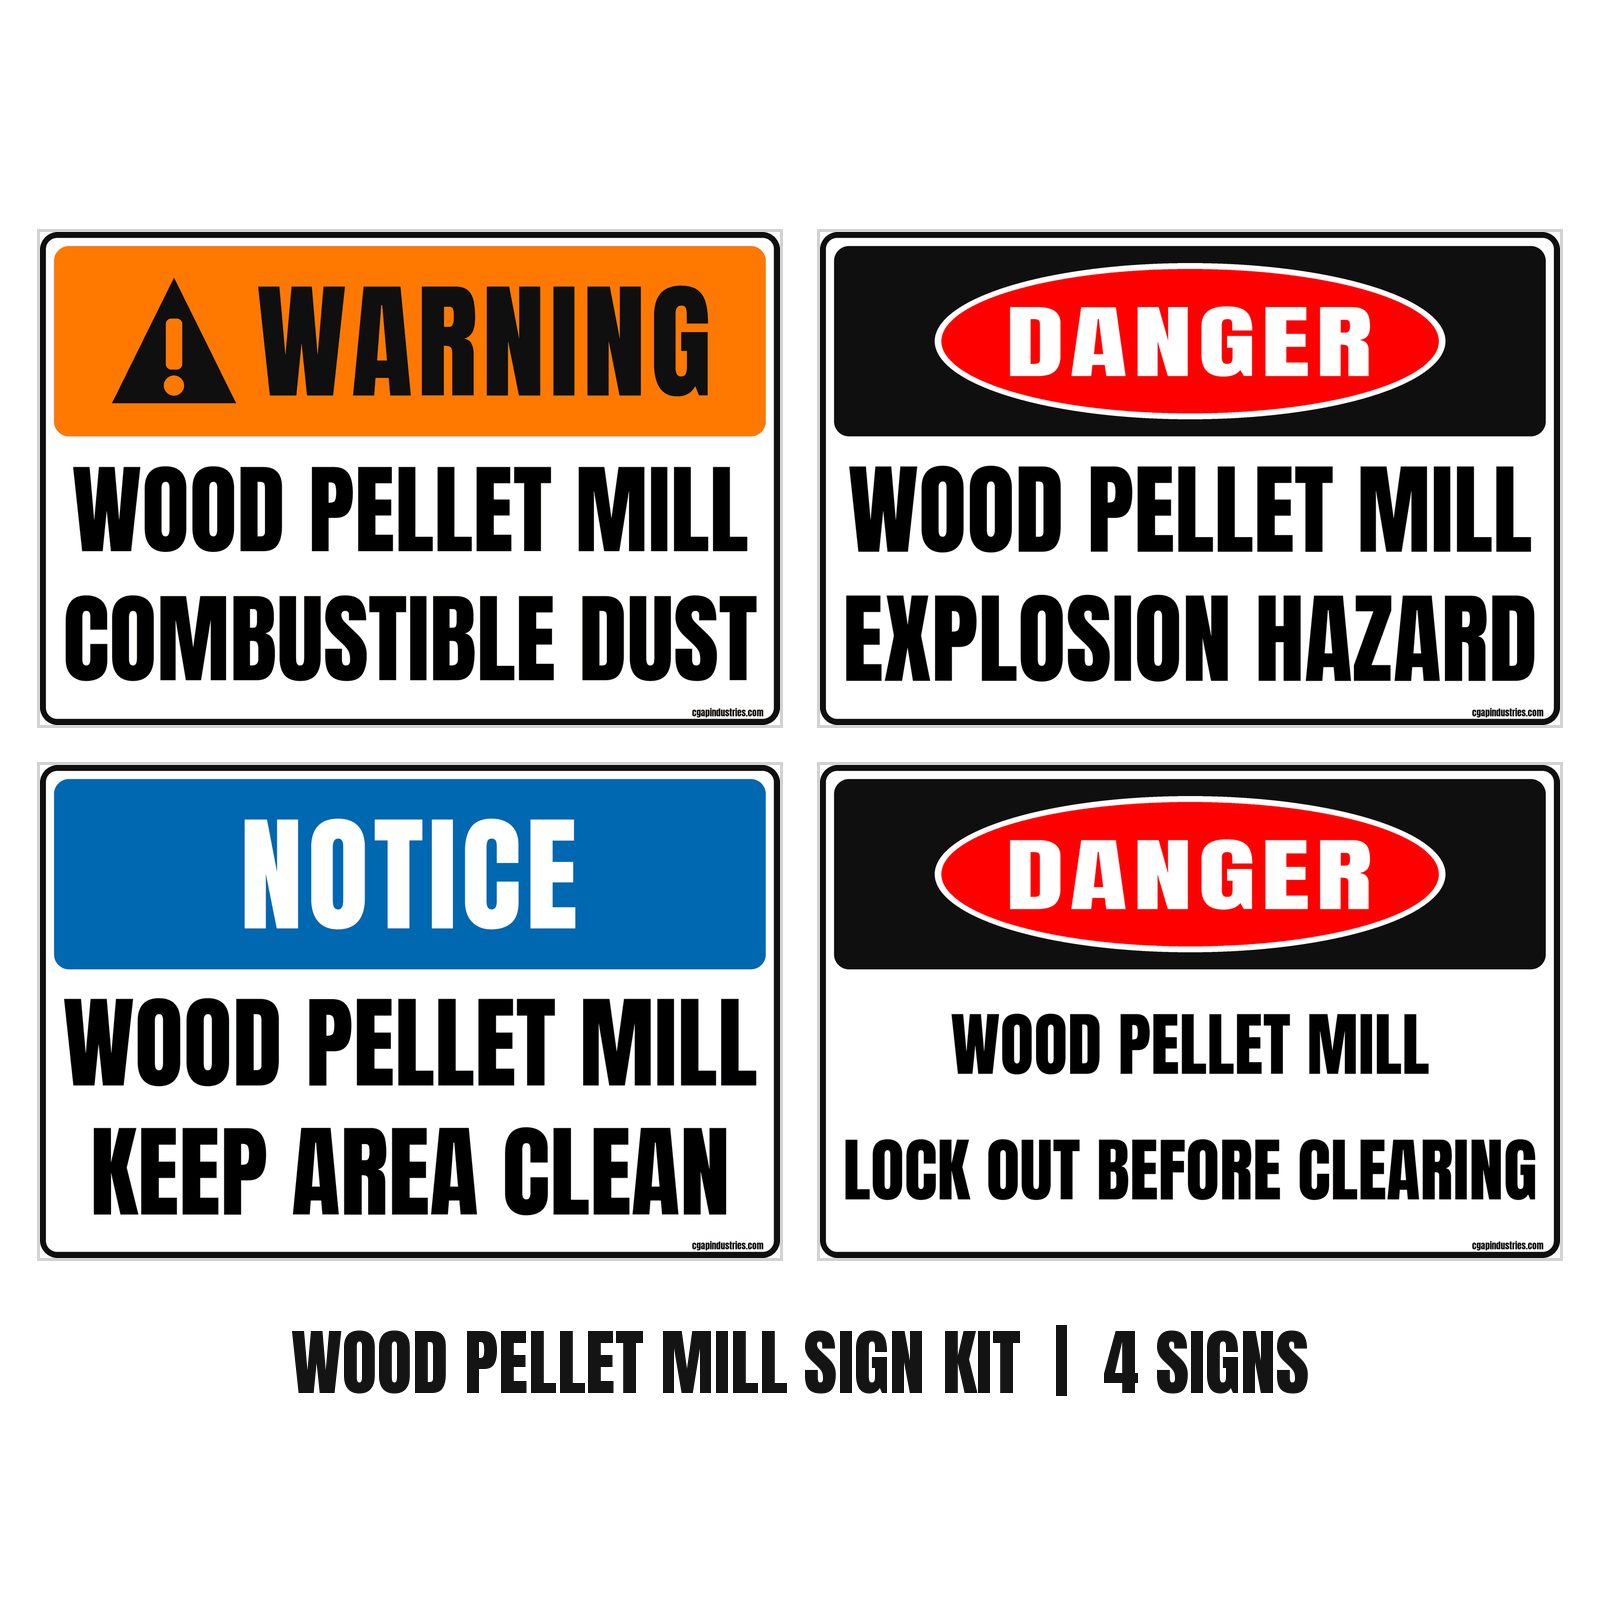 WARNING
WOOD PELLET MILL
COMBUSTIBLE DUST
cgapindustries.com
DANGER
WOOD PELLET MILL
EXPLOSION HAZARD
cgapindustries.com
NOTICE
WOOD PELLET MILL
KEEP AREA CLEAN
cgapindustries.com
DANGER
WOOD PELLET MILL
LOCK OUT BEFORE CLEARING
cgapindustries.com
WOOD PELLET MILL SIGN KIT | 4 SIGNS